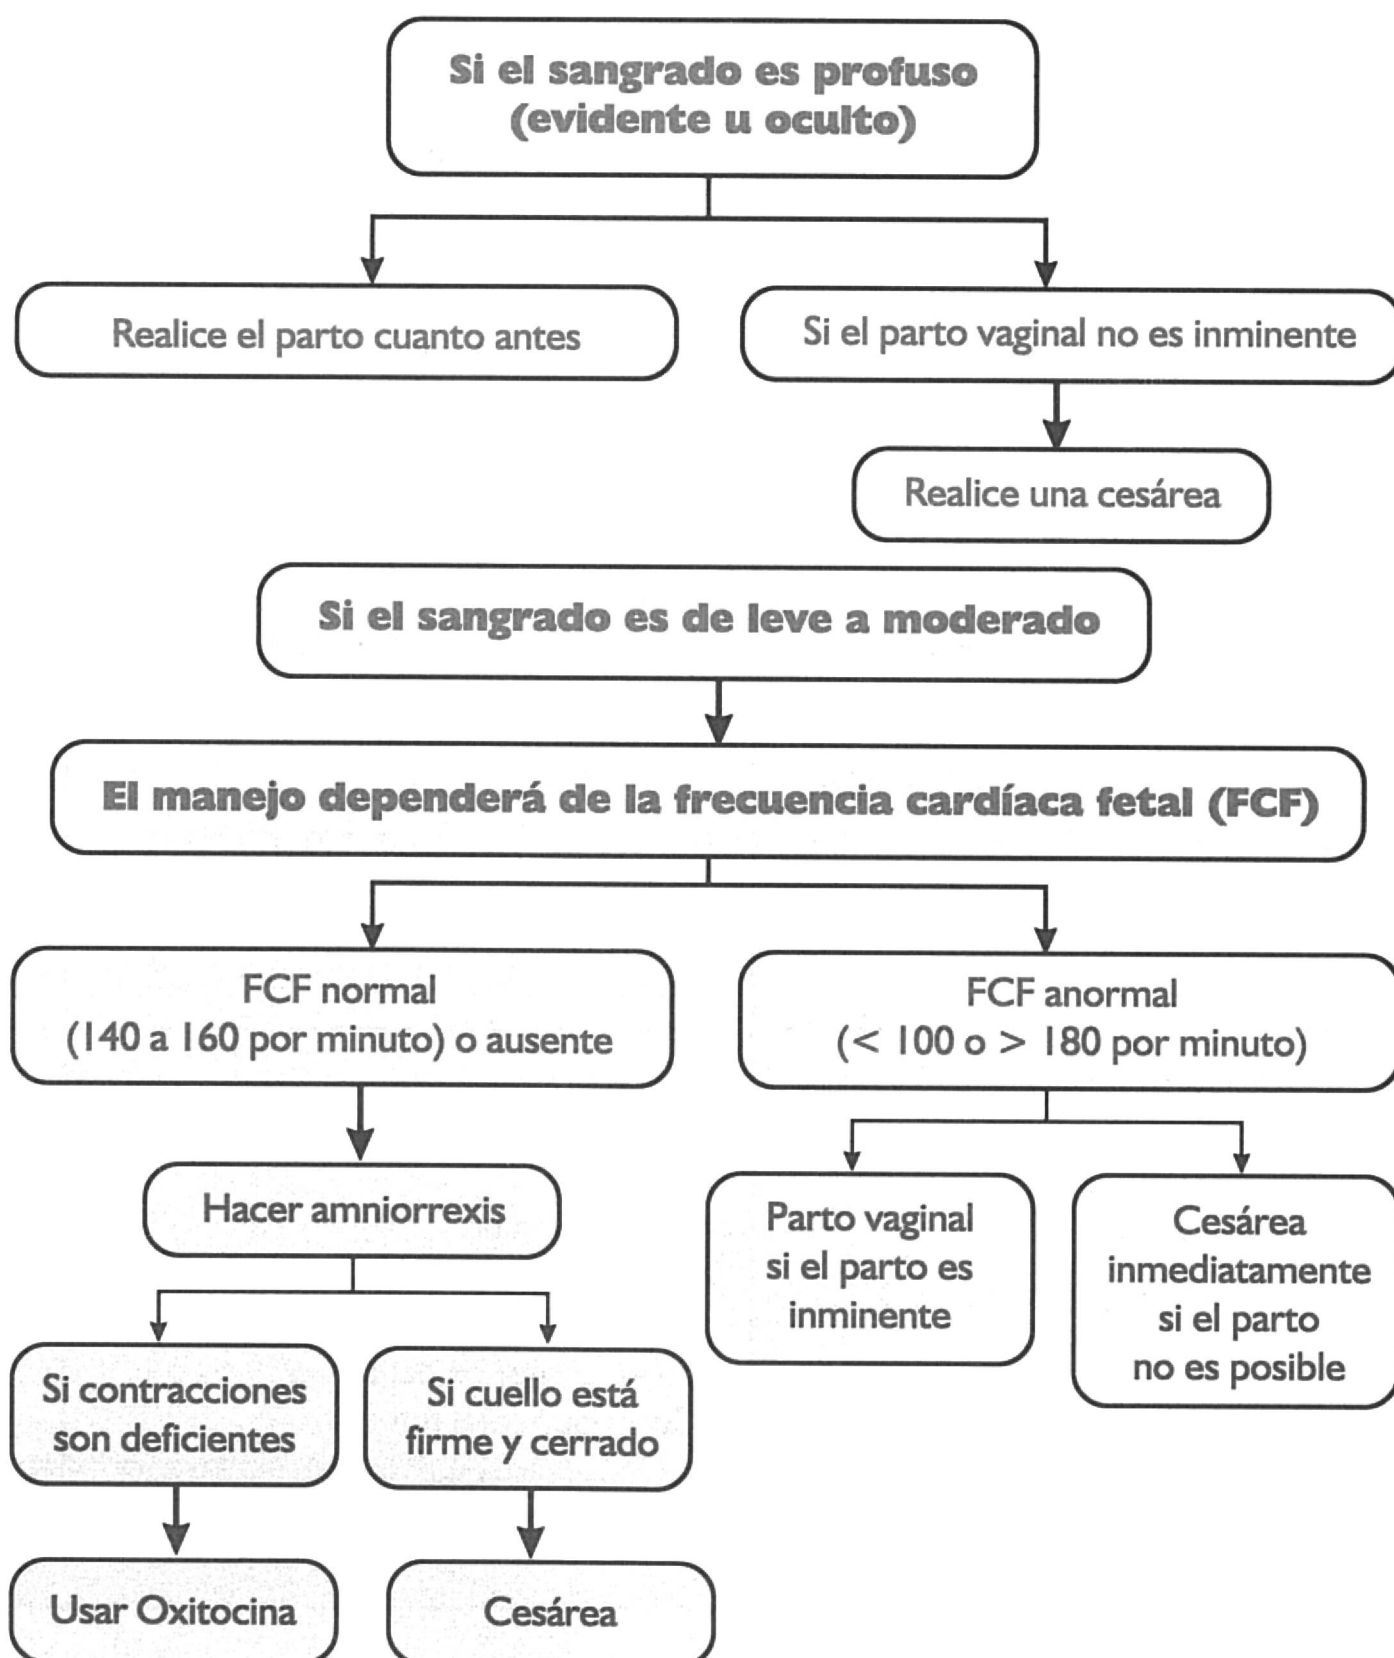 Si el sangrado es profuso
(evidente u oculto)
Realice el parto cuanto antes
Si el parto vaginal no es inminente
Realice una cesárea
Si el sangrado es de leve a moderado
El manejo dependerá de la frecuencia cardíaca fetal (FCF)
FCF normal
(140 a 160 por minuto) o ausente
FCF anormal
(< 100 o > 180 por minuto)
Hacer amniorrexis
Parto vaginal
si el parto es
inminente
Cesárea
inmediatamente
si el parto
no es posible
Si contracciones
son deficientes
Si cuello está
firme y cerrado
Usar Oxitocina
Cesárea